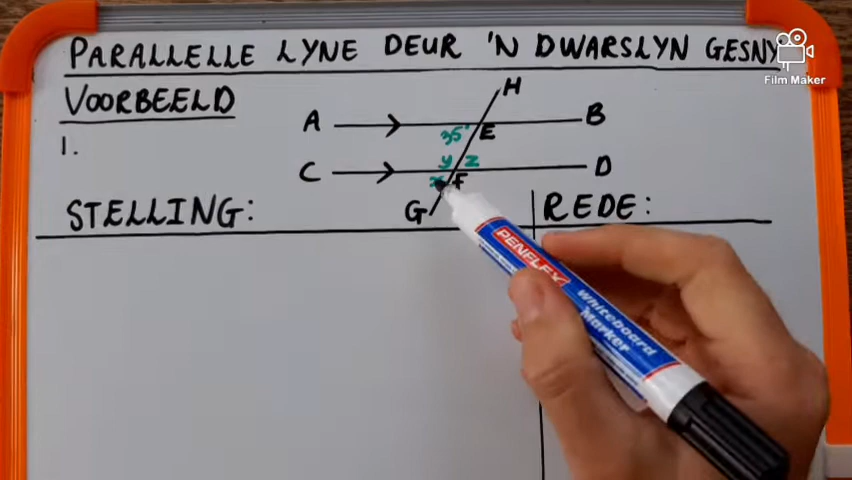 PARALLELLE LYNE DEUR 'N DWARSLYN GESNY
Film Maker
VOORBEELD
H
A
B
35°
E
1.
y
z
C
D
x
F
STELLING:
G
REDE:
PENFLEX
whiteboard
Marker